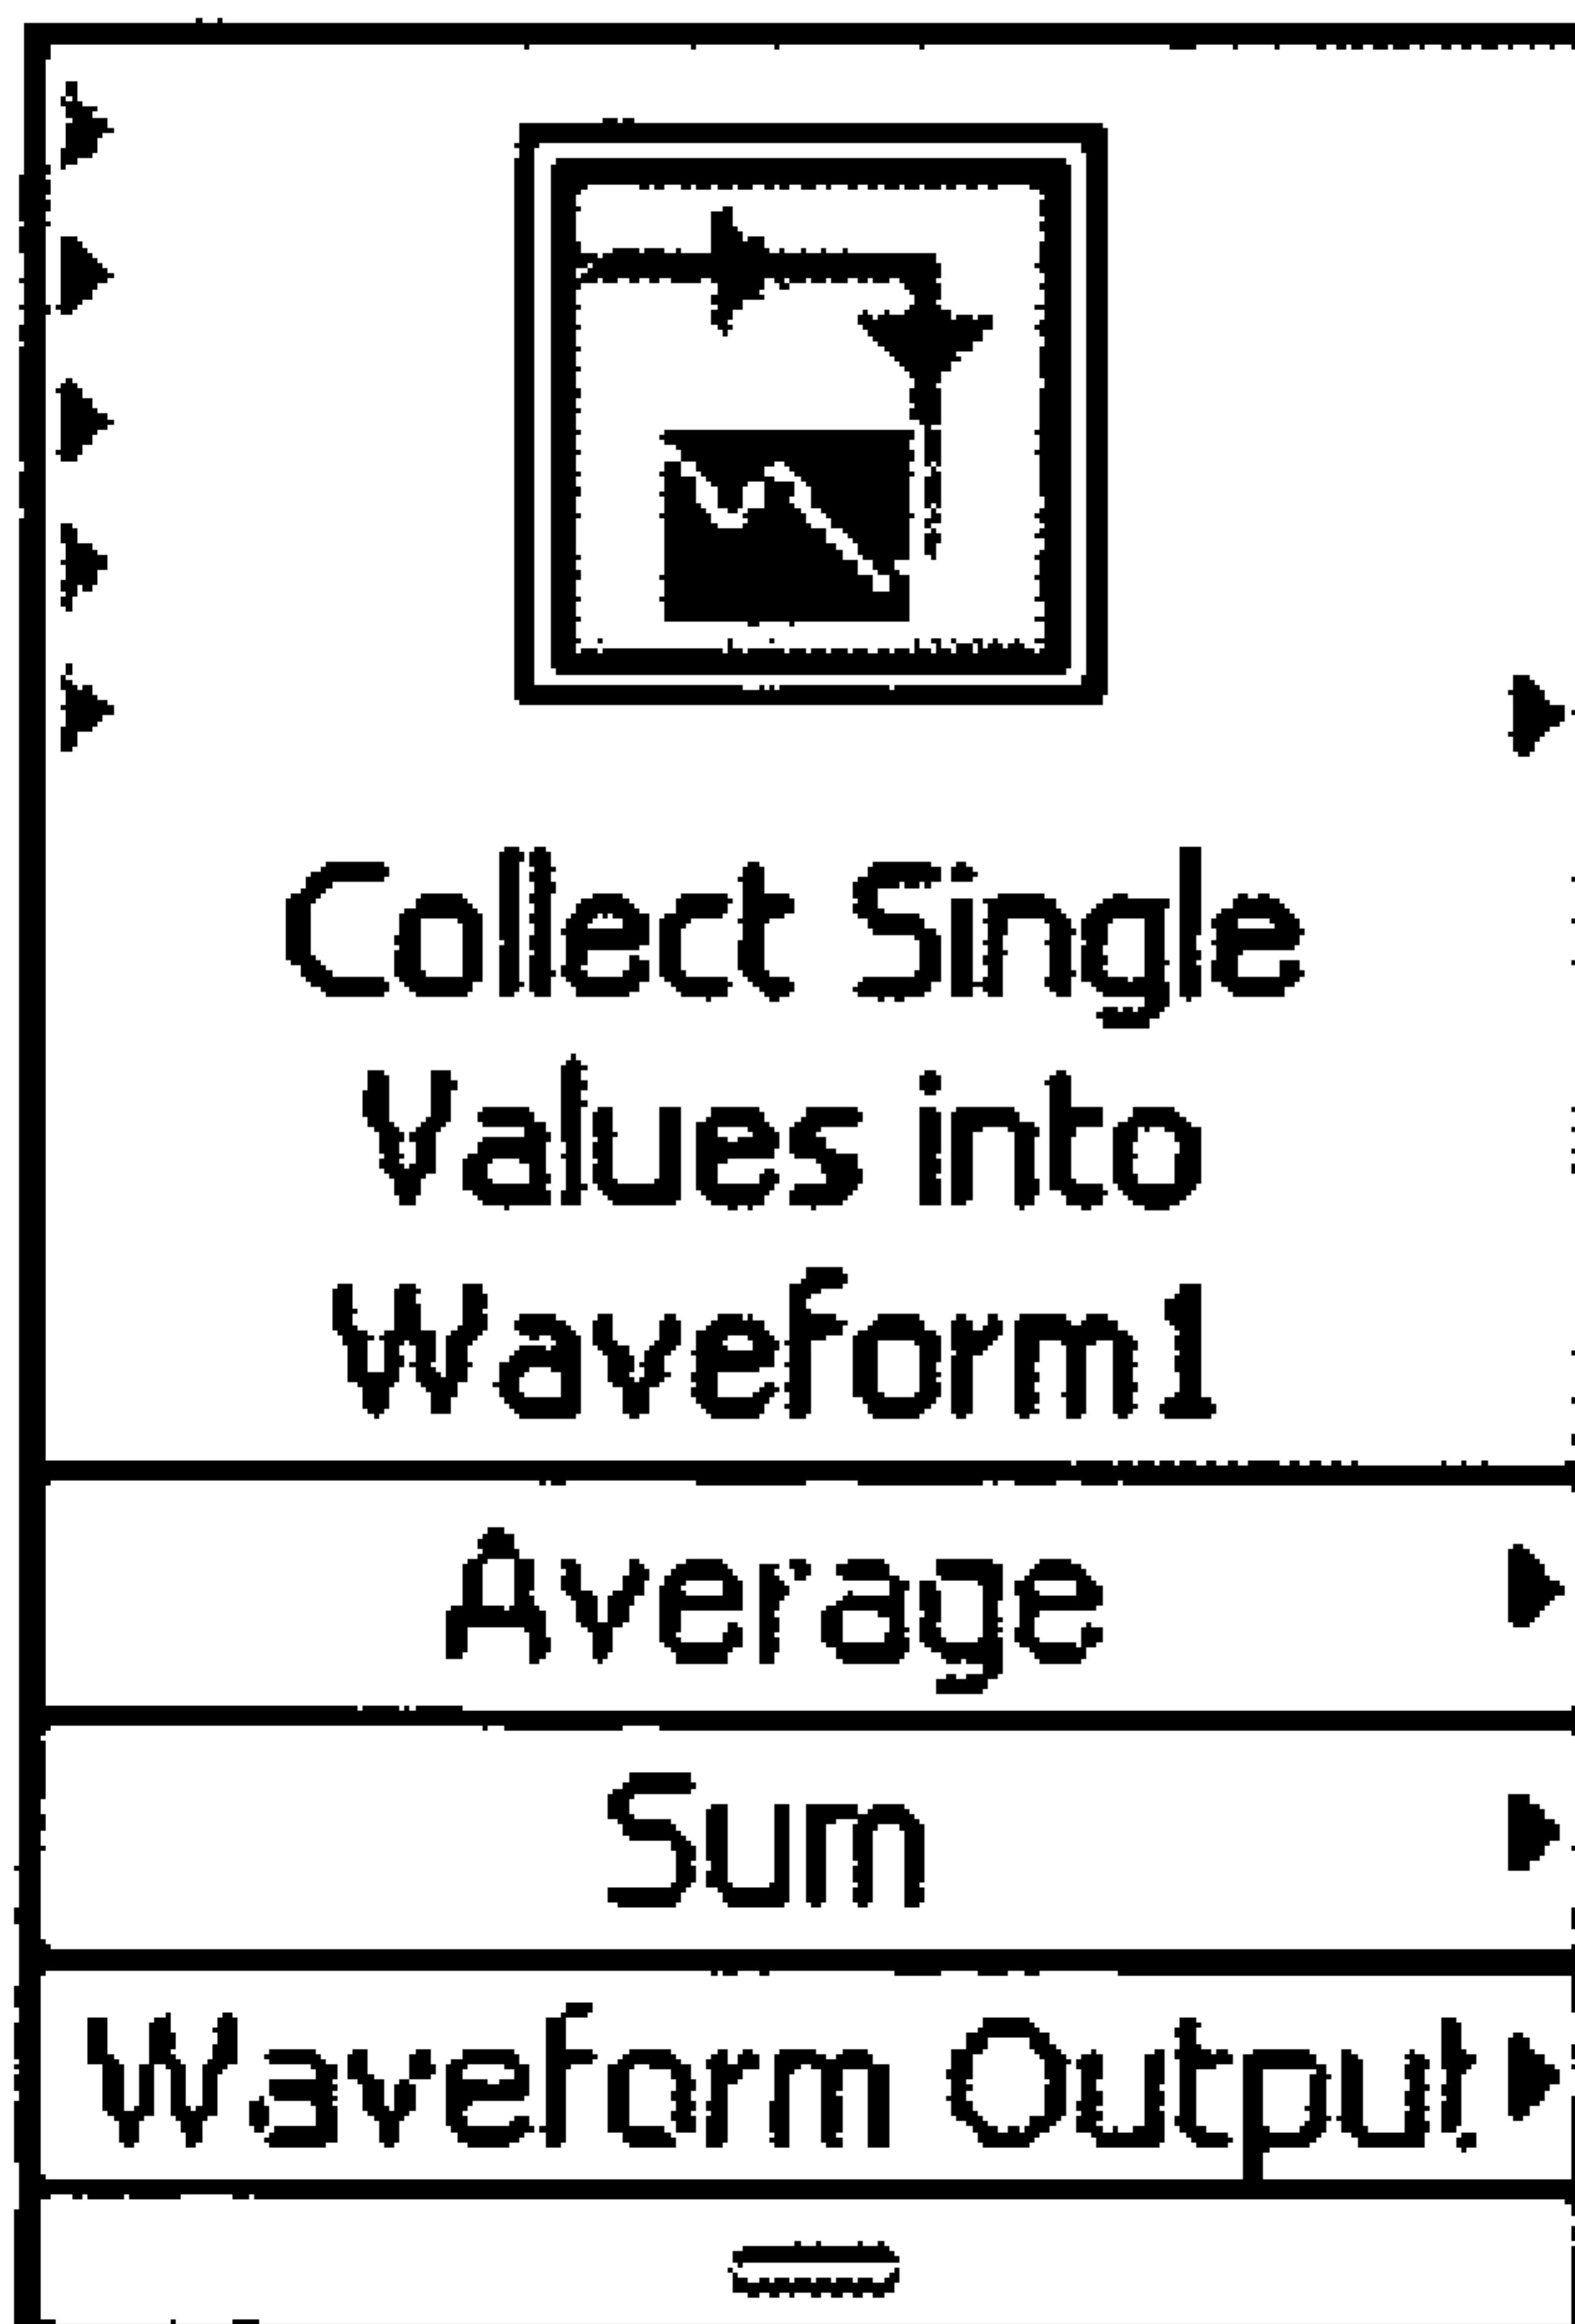 Collect Single
Values into
Waveform1
Average
Sum
Waveform Output